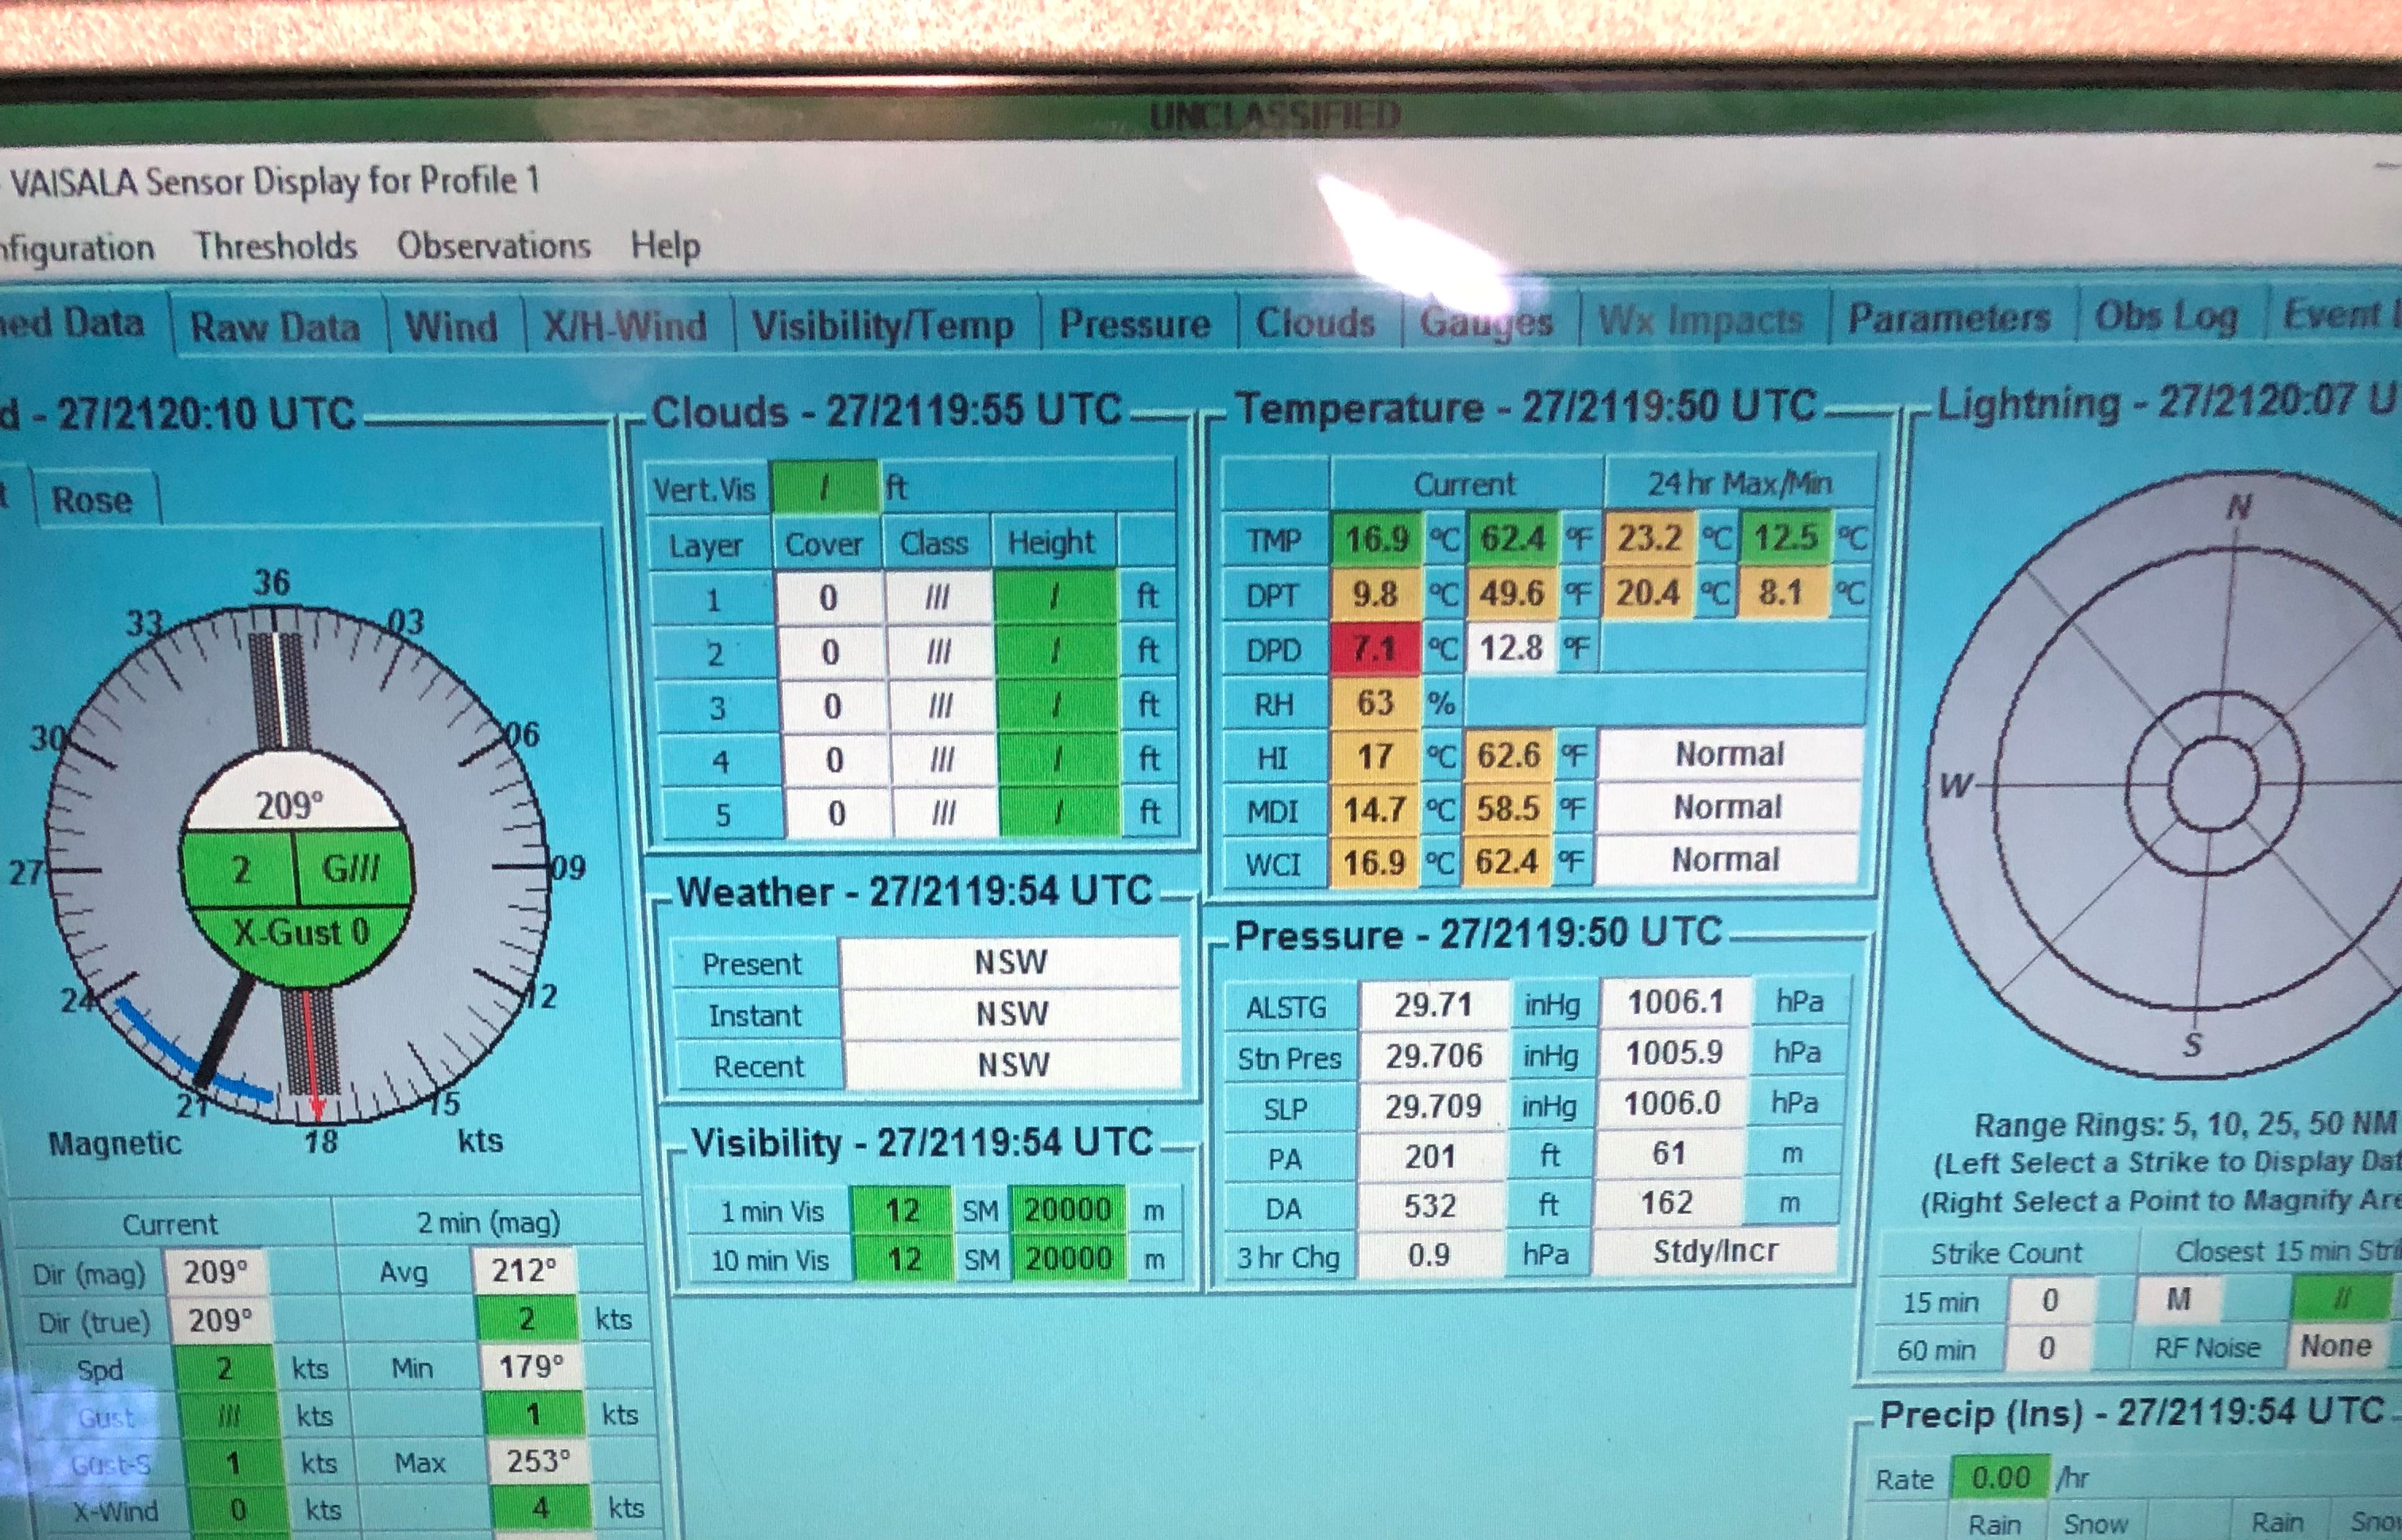 UNCLASSIFIED
VAISALA Sensor Display for Profile 1
nfiguration Thresholds Observations Help
ned Data Raw Data Wind X/H-Wind Visibility/Temp Pressure Clouds Gauges Wx Impacts Parameters Obs Log Event
d - 27/2120:10 UTC
Rose
36
33 03
30 06
209°
27 2 G/// 09
X-Gust 0
24 12
21 15
Magnetic 18 kts
Current 2 min (mag)
Dir (mag) 209° Avg 212°
Dir (true) 209° 2 kts
Spd 2 kts Min 179°
Gust /// kts 1 kts
Gust-S 1 kts Max 253°
X-Wind 0 kts 4 kts
Clouds - 27/2119:55 UTC
Vert.Vis / ft
Layer Cover Class Height
1 0 /// / ft
2 0 /// / ft
3 0 /// / ft
4 0 /// / ft
5 0 /// / ft
Weather - 27/2119:54 UTC
Present NSW
Instant NSW
Recent NSW
Visibility - 27/2119:54 UTC
1 min Vis 12 SM 20000 m
10 min Vis 12 SM 20000 m
Temperature - 27/2119:50 UTC
Current 24 hr Max/Min
TMP 16.9 °C 62.4 °F 23.2 °C 12.5 °C
DPT 9.8 °C 49.6 °F 20.4 °C 8.1 °C
DPD 7.1 °C 12.8 °F
RH 63 %
HI 17 °C 62.6 °F Normal
MDI 14.7 °C 58.5 °F Normal
WCI 16.9 °C 62.4 °F Normal
Pressure - 27/2119:50 UTC
ALSTG 29.71 inHg 1006.1 hPa
Stn Pres 29.706 inHg 1005.9 hPa
SLP 29.709 inHg 1006.0 hPa
PA 201 ft 61 m
DA 532 ft 162 m
3 hr Chg 0.9 hPa Stdy/Incr
Lightning - 27/2120:07 U
N
W
S
Range Rings: 5, 10, 25, 50 NM
(Left Select a Strike to Display Dat
(Right Select a Point to Magnify Are
Strike Count Closest 15 min Stri
15 min 0 M //
60 min 0 RF Noise None
Precip (Ins) - 27/2119:54 UTC
Rate 0.00 /hr
Rain Snow Rain Snow